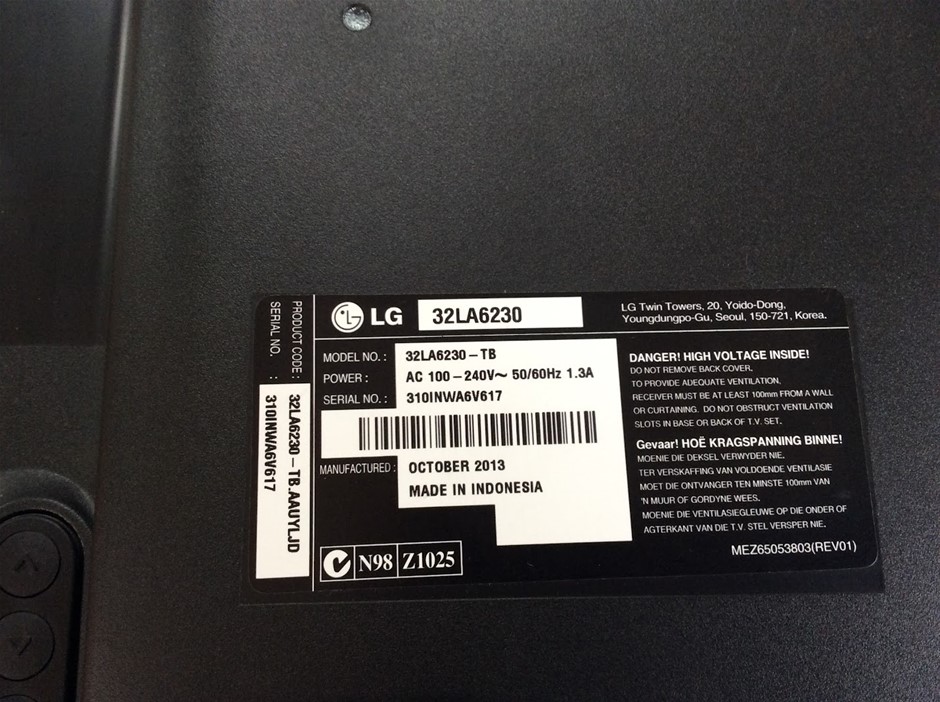 LG 32LA6230
LG Twin Towers, 20, Yoido-Dong,
Youngdungpo-Gu, Seoul, 150-721, Korea.
MODEL NO. : 32LA6230-TB
POWER : AC 100-240V~ 50/60Hz 1.3A
SERIAL NO. : 310INWA6V617
MANUFACTURED : OCTOBER 2013
MADE IN INDONESIA
N98 Z1025
DANGER! HIGH VOLTAGE INSIDE!
DO NOT REMOVE BACK COVER.
TO PROVIDE ADEQUATE VENTILATION,
RECEIVER MUST BE AT LEAST 100mm FROM A WALL
OR CURTAINING. DO NOT OBSTRUCT VENTILATION
SLOTS IN BASE OR BACK OF T.V. SET.
Gevaar! HOË KRAGSPANNING BINNE!
MOENIE DIE DEKSEL VERWYDER NIE.
TER VERSKAFFING VAN VOLDOENDE VENTILASIE
MOET DIE ONTVANGER TEN MINSTE 100mm VAN
'N MUUR OF GORDYNE WEES.
MOENIE DIE VENTILASIEGLEUWE OP DIE ONDER OF
AGTERKANT VAN DIE T.V. STEL VERSPER NIE.
MEZ65053803(REV01)
PRODUCT CODE : 32LA6230-TB.AAUYLJD
SERIAL NO. : 310INWA6V617